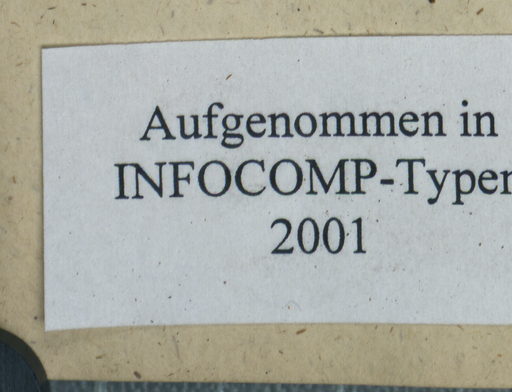 Aufgenommen in
INFOCOMP-Typen
2001